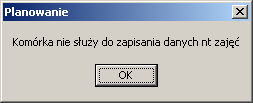 Planowanie
Komórka nie służy do zapisania danych nt zajęć
OK